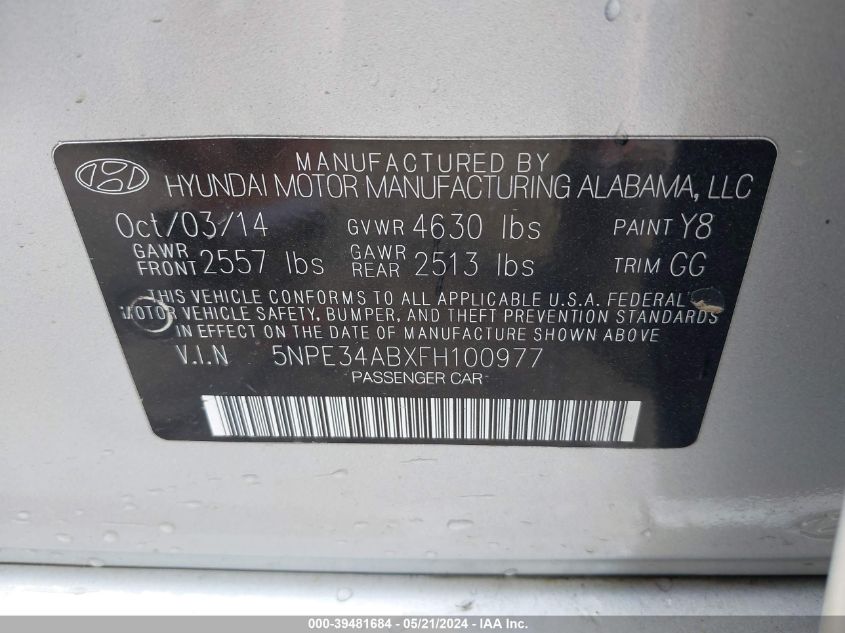 MANUFACTURED BY
HYUNDAI MOTOR MANUFACTURING ALABAMA, LLC
Oct/03/14 GVWR 4630 lbs PAINT Y8
GAWR FRONT 2557 lbs GAWR REAR 2513 lbs TRIM GG
THIS VEHICLE CONFORMS TO ALL APPLICABLE U.S.A. FEDERAL
MOTOR VEHICLE SAFETY, BUMPER, AND THEFT PREVENTION STANDARDS
IN EFFECT ON THE DATE OF MANUFACTURE SHOWN ABOVE
V.I.N 5NPE34ABXFH100977
PASSENGER CAR
000-39481684 / 05/21/2024 / IAA Inc.